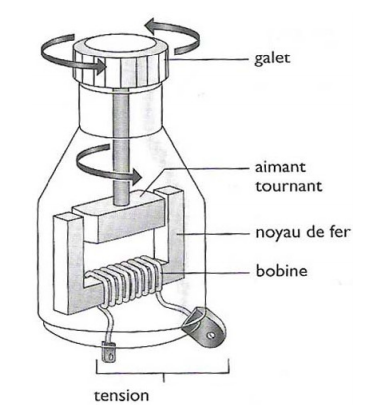 galet
aimant
tournant
noyau de fer
bobine
tension